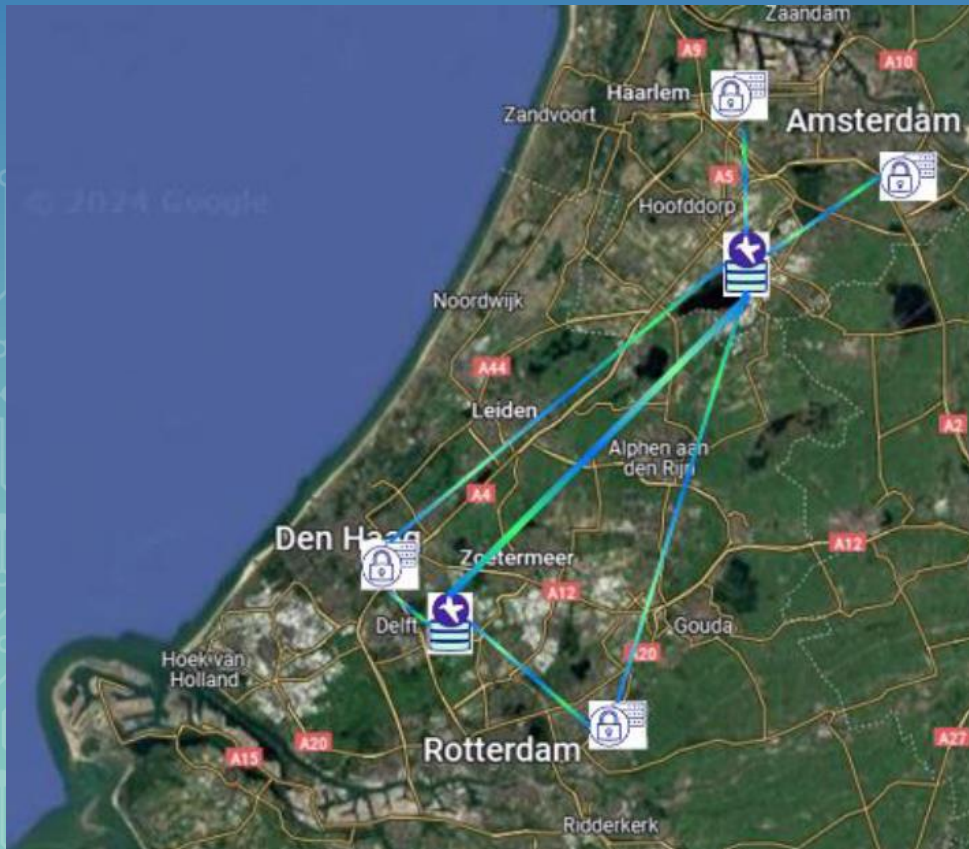 Zaandam
A9
A10
Haarlem
Zandvoort
Amsterdam
A5
© 2024 Google
Hoofddorp
Noordwijk
A44
Leiden
A2
Alphen aan
den Rijn
A4
Den Haag
A12
Zoetermeer
A12
Delft
Gouda
A20
Hoek van
Holland
A20
Rotterdam
A27
A15
Ridderkerk